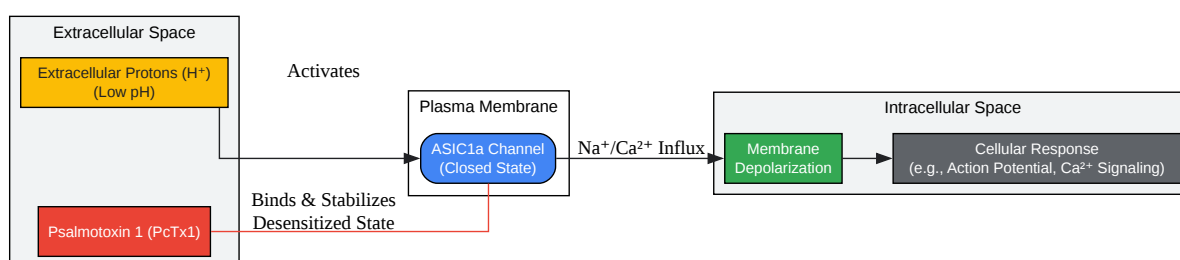 Extracellular Space
Extracellular Protons (H⁺)
(Low pH)
Activates
Plasma Membrane
ASIC1a Channel
(Closed State)
Na⁺/Ca²⁺ Influx
Intracellular Space
Membrane
Depolarization
Cellular Response
(e.g., Action Potential, Ca²⁺ Signaling)
Binds & Stabilizes
Desensitized State
Psalmotoxin 1 (PcTx1)